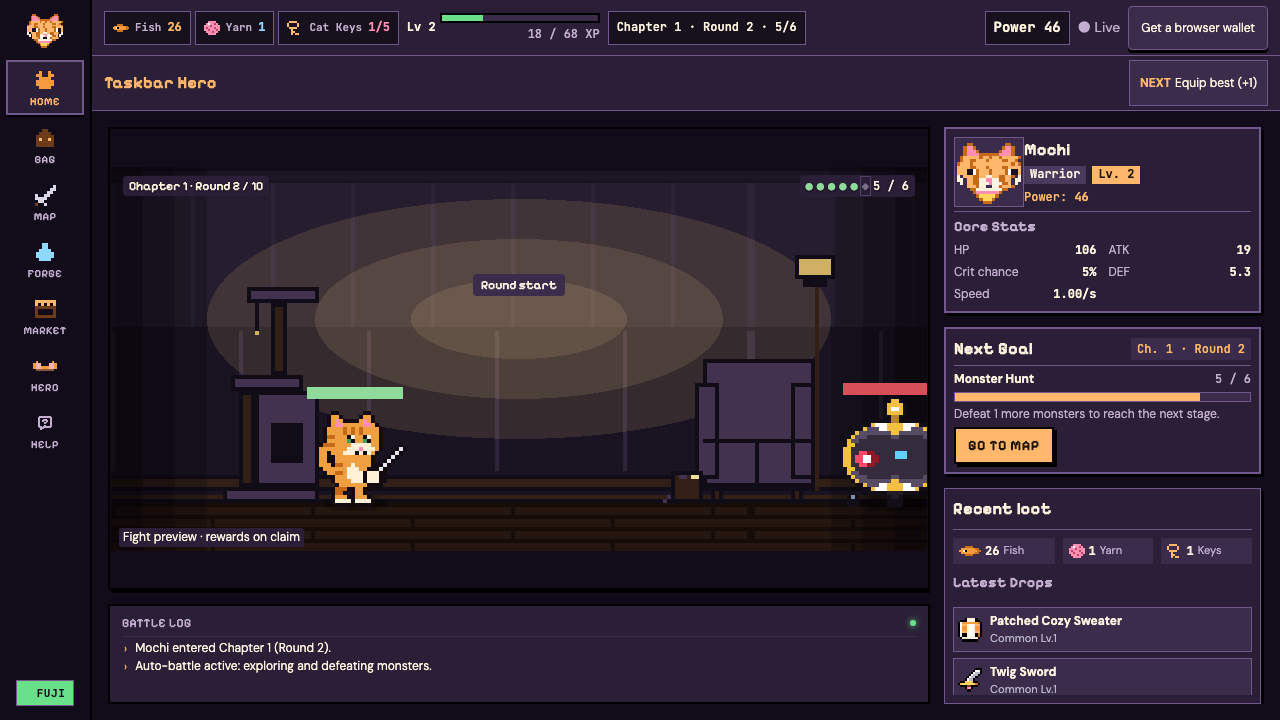 Fish 26
Yarn 1
Cat Keys 1/5
Lv 2
18 / 68 XP
Chapter 1 · Round 2 · 5/6
Power 46
Live
Get a browser wallet
Taskbar Hero
NEXT Equip best (+1)
HOME
BAG
MAP
FORGE
MARKET
HERO
HELP
FUJI
Chapter 1 · Round 2 / 10
5 / 6
Round start
Fight preview · rewards on claim
BATTLE LOG
› Mochi entered Chapter 1 (Round 2).
› Auto-battle active: exploring and defeating monsters.
Mochi
Warrior
Lv. 2
Power: 46
Core Stats
HP 106 ATK 19
Crit chance 5% DEF 5.3
Speed 1.00/s
Next Goal
Ch. 1 · Round 2
Monster Hunt 5 / 6
Defeat 1 more monsters to reach the next stage.
GO TO MAP
Recent loot
26 Fish
1 Yarn
1 Keys
Latest Drops
Patched Cozy Sweater
Common Lv.1
Twig Sword
Common Lv.1